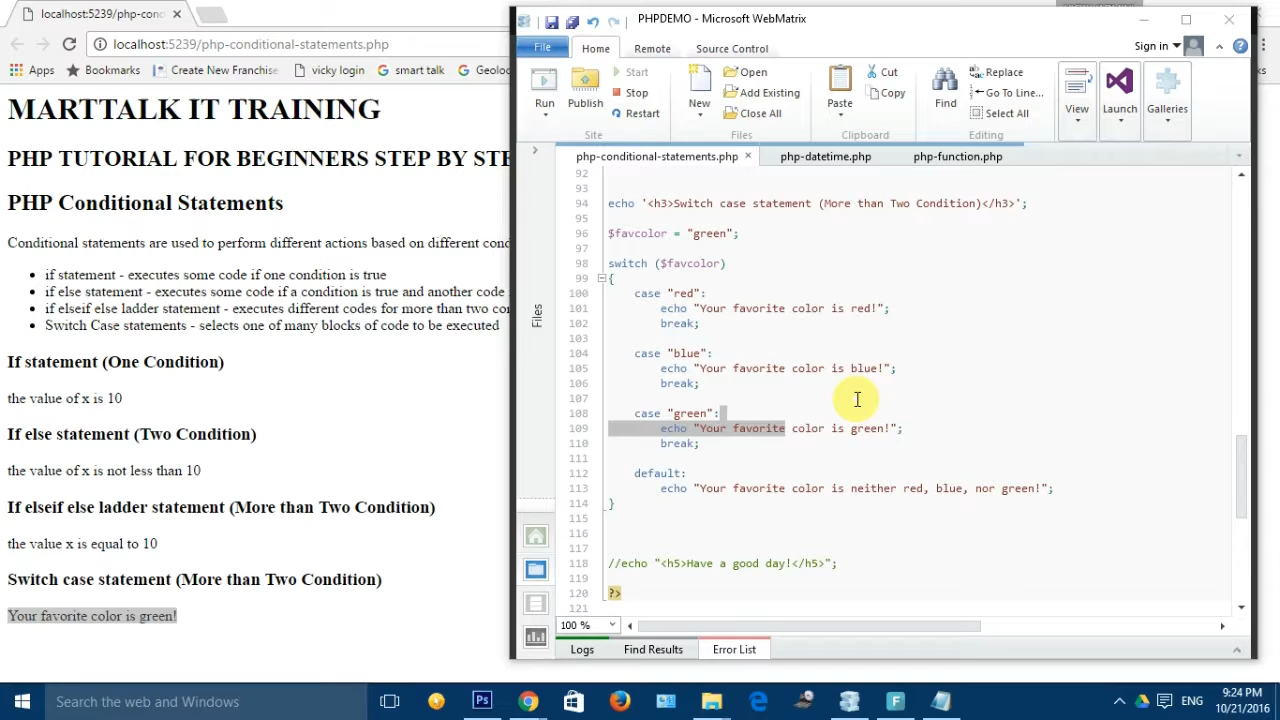 localhost:5239/php-cono
localhost:5239/php-conditional-statements.php
Apps
Bookmarks
Create New Franchise
vicky login
smart talk
Geoloc
MARTTALK IT TRAINING
PHP TUTORIAL FOR BEGINNERS STEP BY STE
PHP Conditional Statements
Conditional statements are used to perform different actions based on different cond
if statement - executes some code if one condition is true
if else statement - executes some code if a condition is true and another code
if elseif else ladder statement - executes different codes for more than two con
Switch Case statements - selects one of many blocks of code to be executed
If statement (One Condition)
the value of x is 10
If else statement (Two Condition)
the value of x is not less than 10
If elseif else ladder statement (More than Two Condition)
the value x is equal to 10
Switch case statement (More than Two Condition)
Your favorite color is green!
PHPDEMO - Microsoft WebMatrix
File
Home
Remote
Source Control
Sign in
Run
Publish
Start
Stop
Restart
Site
New
Open
Add Existing
Close All
Files
Paste
Cut
Copy
Clipboard
Find
Replace
Go To Line...
Select All
Editing
View
Launch
Galleries
php-conditional-statements.php
php-datetime.php
php-function.php
Files
92
93
94 echo '<h3>Switch case statement (More than Two Condition)</h3>';
95
96 $favcolor = "green";
97
98 switch ($favcolor)
99 {
100 case "red":
101 echo "Your favorite color is red!";
102 break;
103
104 case "blue":
105 echo "Your favorite color is blue!";
106 break;
107
108 case "green":
109 echo "Your favorite color is green!";
110 break;
111
112 default:
113 echo "Your favorite color is neither red, blue, nor green!";
114 }
115
116
117
118 //echo "<h5>Have a good day!</h5>";
119
120 ?>
121
100 %
Logs
Find Results
Error List
Search the web and Windows
ENG
9:24 PM
10/21/2016